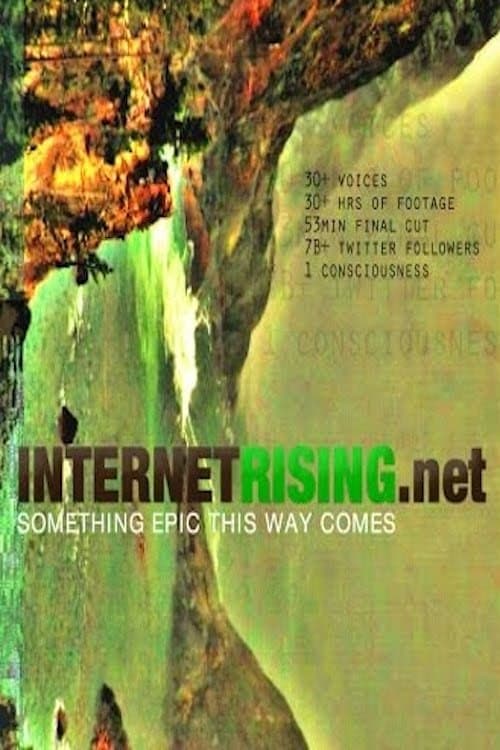 30+ VOICES
30+ HRS OF FOOTAGE
53MIN FINAL CUT
7B+ TWITTER FOLLOWERS
1 CONSCIOUSNESS
INTERNETRISING.net
SOMETHING EPIC THIS WAY COMES